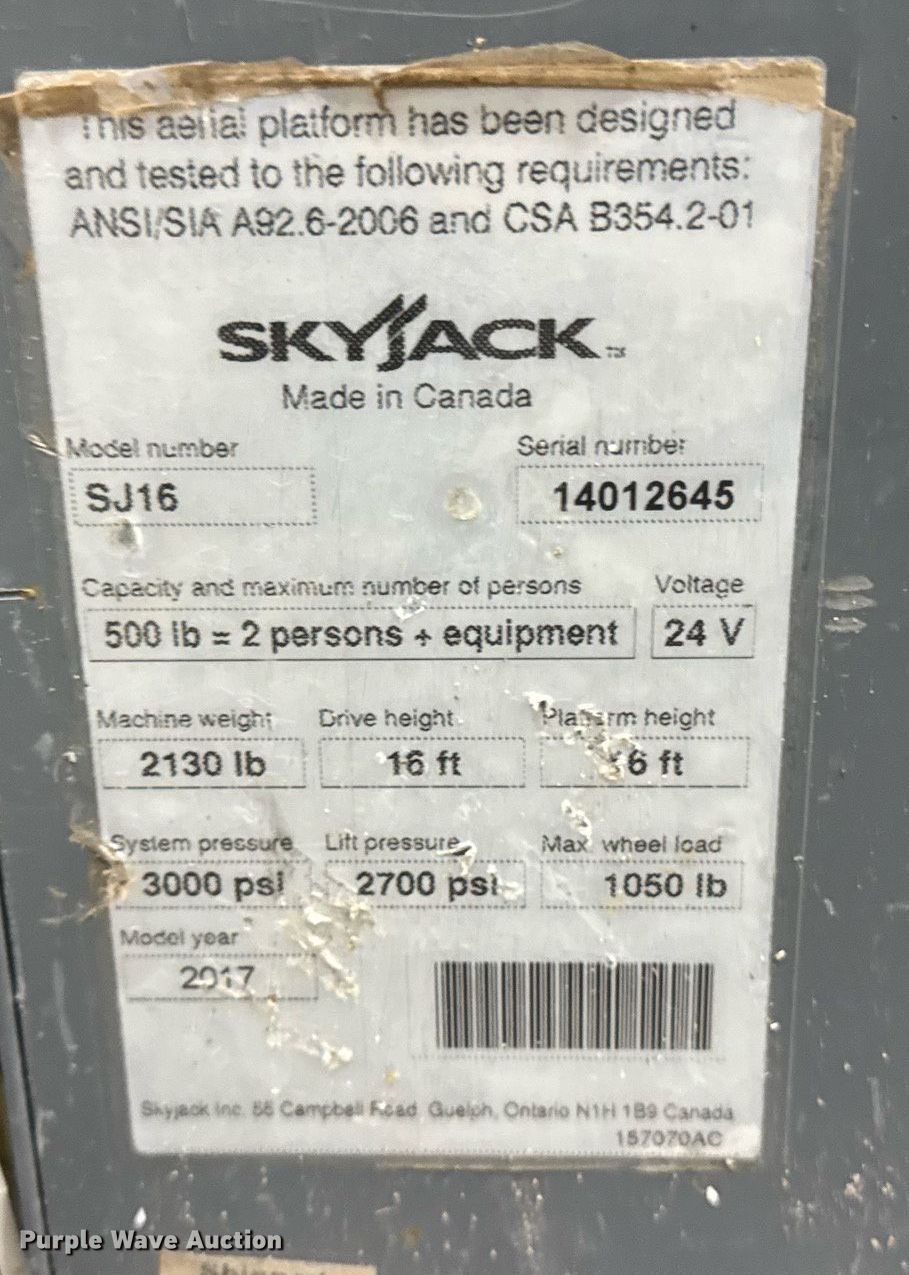 This aerial platform has been designed
and tested to the following requirements:
ANSI/SIA A92.6-2006 and CSA B354.2-01
SKYJACK™
Made in Canada
Model number Serial number
SJ16 14012645
Capacity and maximum number of persons Voltage
500 lb = 2 persons + equipment 24 V
Machine weight Drive height Platform height
2130 lb 16 ft 16 ft
System pressure Lift pressure Max wheel load
3000 psi 2700 psi 1050 lb
Model year
2017
Skyjack Inc. 55 Campbell Road Guelph, Ontario N1H 1B9 Canada
157070AC
Purple Wave Auction